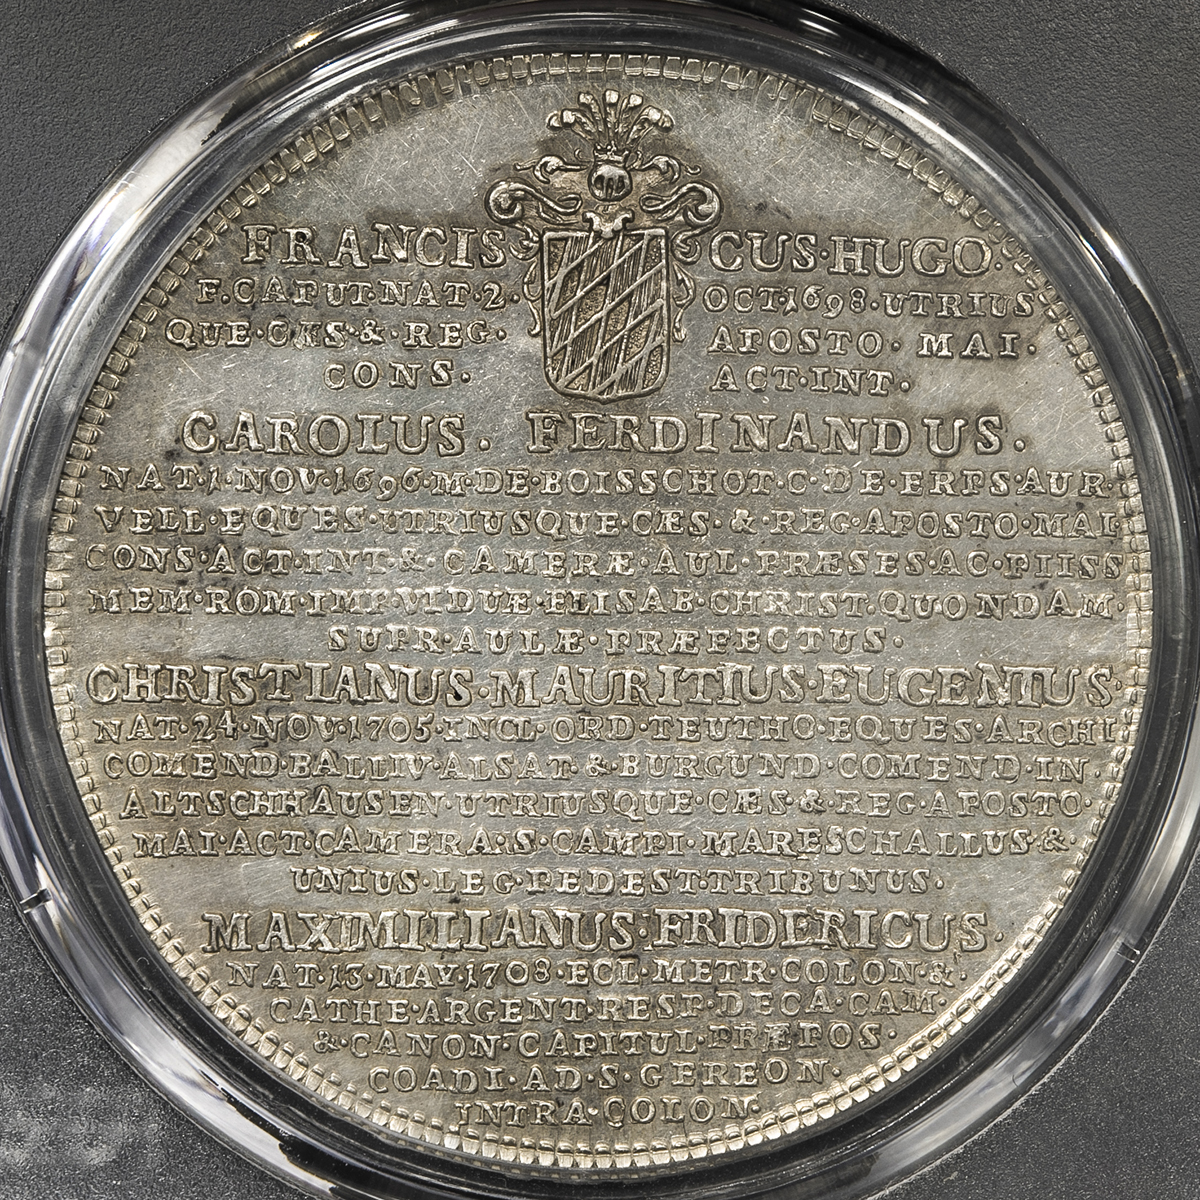 FRANCISCUS·HUGO·
F·CAPUT·NAT·2·OCT·1698·UTRIUS
QUE·CÆS·&·REG·APOSTO·MAI·
CONS·ACT·INT·
CAROLUS·FERDINANDUS·
NAT·1·NOV·1696·M·DE·BOISSCHOT·C·DE·ERPS·AUR·
VELL·EQUES·UTRIUSQUE·CÆS·&·REG·APOSTO·MAI·
CONS·ACT·INT·&·CAMERÆ·AUL·PRÆSES·AC·PIISS
MEM·ROM·IMP·VIDUÆ·ELISAB·CHRIST·QUONDAM·
SUPR·AULÆ·PRÆFECTUS·
CHRISTIANUS·MAURITIUS·EUGENIUS·
NAT·24·NOV·1705·INCL·ORD·TEUTHO·EQUES·ARCHI
COMEND·BALLIV·ALSAT·&·BURGUND·COMEND·IN·
ALTSCHHAUSEN·UTRIUSQUE·CÆS·&·REG·APOSTO·
MAI·ACT·CAMERA·S·CAMPI·MARESCHALLUS·&·
UNIUS·LEG·PEDEST·TRIBUNUS·
MAXIMILIANUS·FRIDERICUS·
NAT·13·MAY·1708·ECL·METR·COLON·&·
CATHE·ARGENT·RESP·DECA·CAM·
&·CANON·CAPITUL·PRÆPOS·
COADI·AD·S·GEREON·
INTRA·COLON·